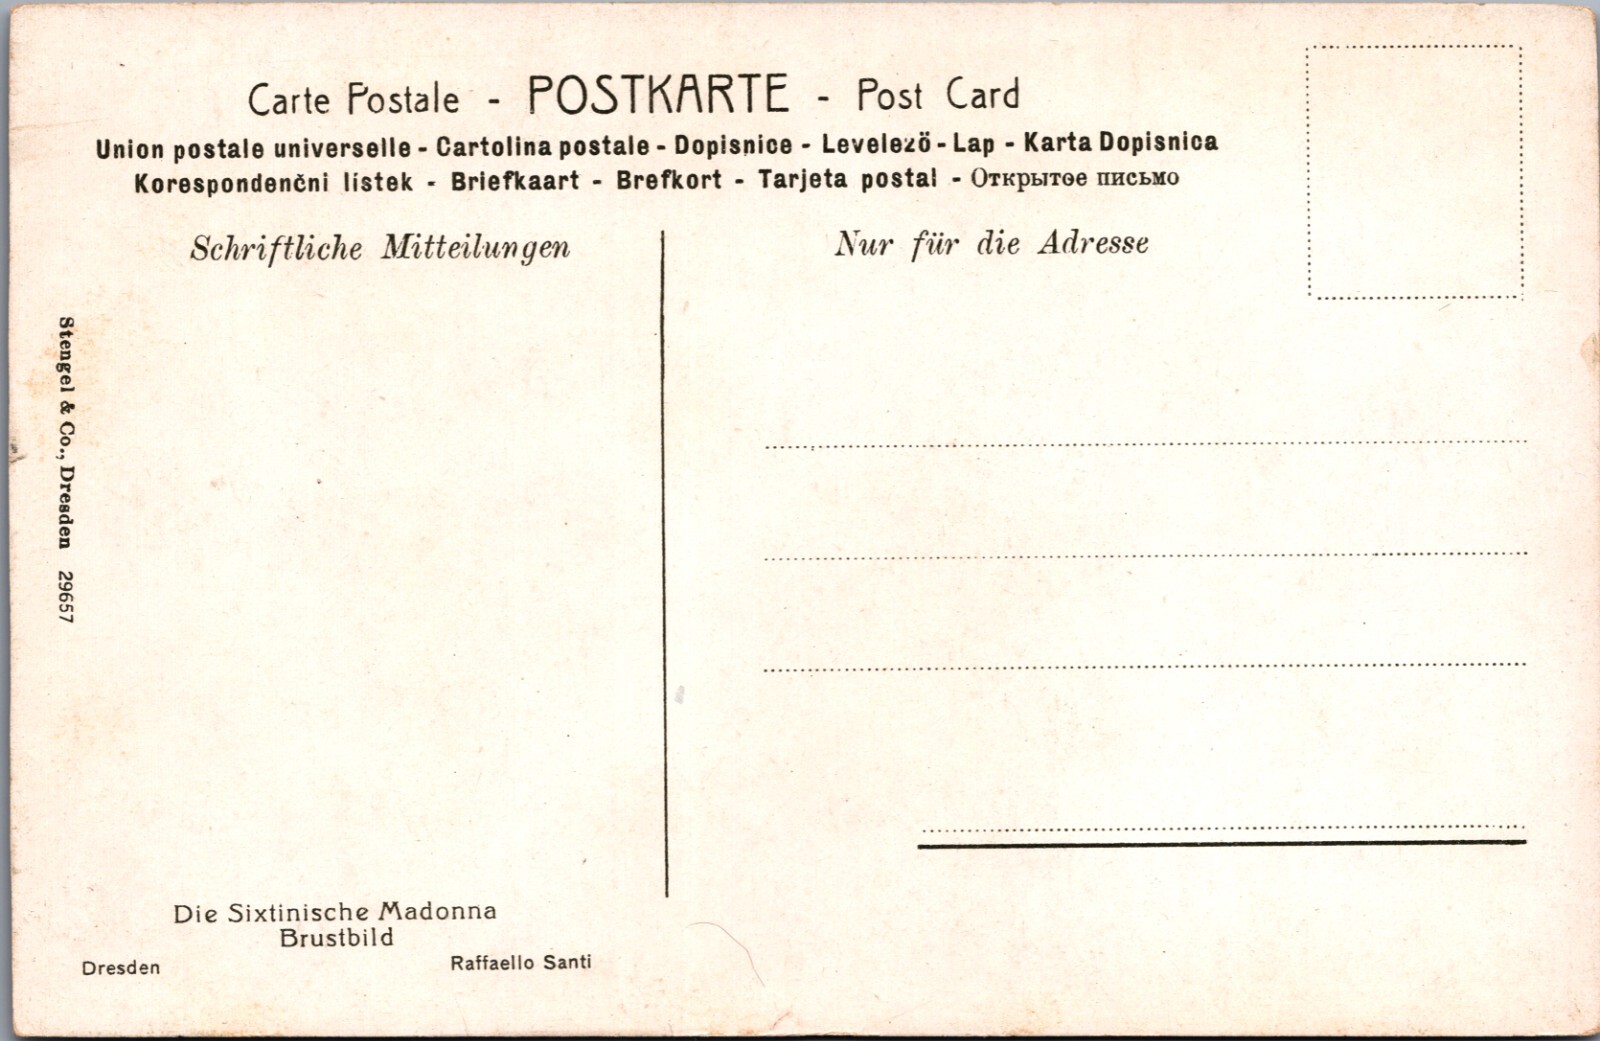 Carte Postale - POSTKARTE - Post Card
Union postale universelle - Cartolina postale - Dopisnice - Levelező - Lap - Karta Dopisnica
Korespondenčni listek - Briefkaart - Brefkort - Tarjeta postal - Открытое письмо
Schriftliche Mitteilungen
Nur für die Adresse
Stengel & Co., Dresden 29657
Die Sixtinische Madonna
Brustbild
Dresden
Raffaello Santi